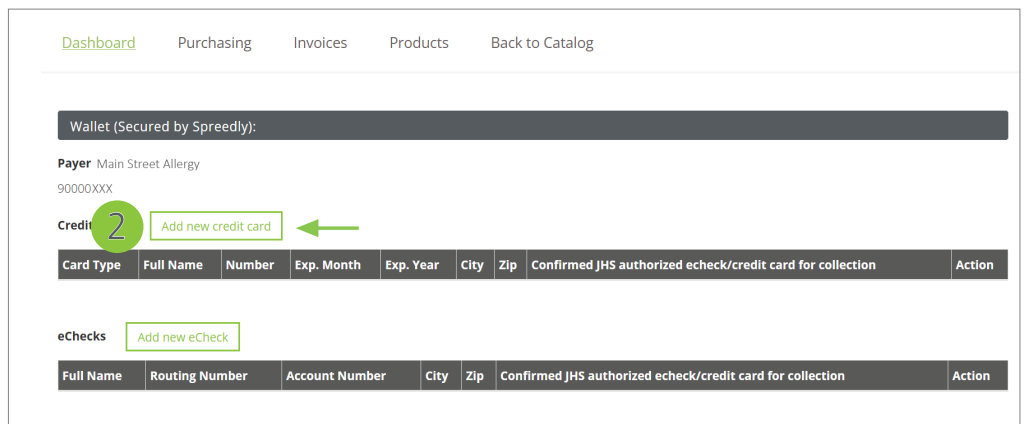 Dashboard Purchasing Invoices Products Back to Catalog
Wallet (Secured by Spreedly):
Payer Main Street Allergy
90000XXX
Credit 2 Add new credit card
Card Type Full Name Number Exp. Month Exp. Year City Zip Confirmed JHS authorized echeck/credit card for collection Action
eChecks Add new eCheck
Full Name Routing Number Account Number City Zip Confirmed JHS authorized echeck/credit card for collection Action